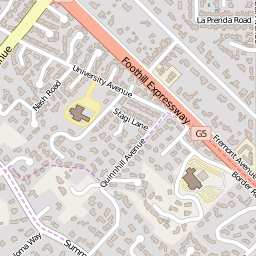 La Prenda Road
Foothill Expressway
University Avenue
Nash Road
Stagi Lane
G5
Fremont Avenue
Quinnhill Avenue
Border R
Summ
oma Way